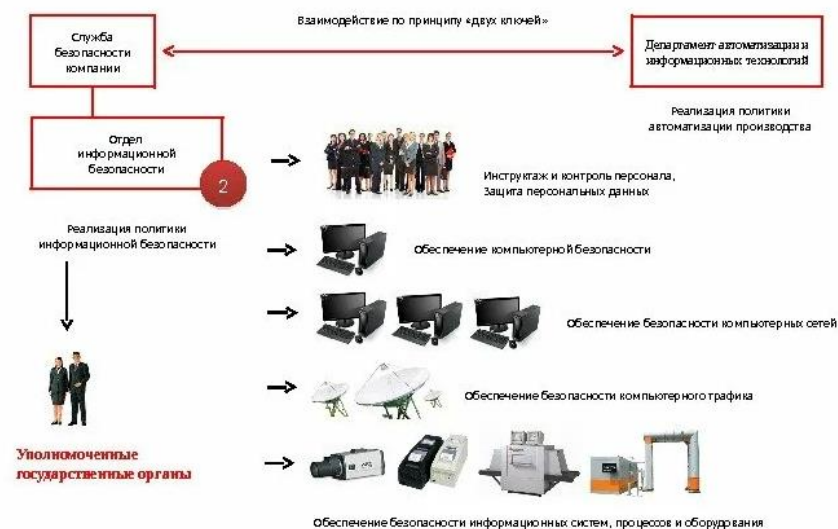 Взаимодействие по принципу «двух ключей»
Служба
безопасности
компании
Департамент автоматизации и
информационных технологий
Реализация политики
автоматизации производства
Отдел
информационной
безопасности
2
Инструктаж и контроль персонала,
Защита персональных данных
Реализация политики
информационной безопасности
Обеспечение компьютерной безопасности
Обеспечение безопасности компьютерных сетей
Обеспечение безопасности компьютерного трафика
Уполномоченные
государственные органы
Обеспечение безопасности информационных систем, процессов и оборудования